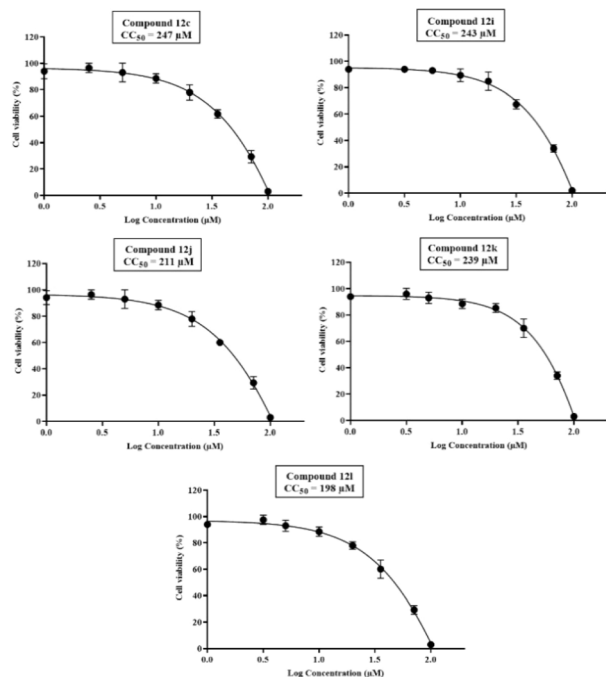 Compound 12c
CC50 = 247 µM
Cell viability (%)
120
100
80
60
40
20
0
0.0 0.5 1.0 1.5 2.0
Log Concentration (µM)
Compound 12i
CC50 = 243 µM
Cell viability (%)
120
100
80
60
40
20
0
0.0 0.5 1.0 1.5 2.0
Log Concentration (µM)
Compound 12j
CC50 = 211 µM
Cell viability (%)
120
100
80
60
40
20
0
0.0 0.5 1.0 1.5 2.0
Log Concentration (µM)
Compound 12k
CC50 = 239 µM
Cell viability (%)
120
100
80
60
40
20
0
0.0 0.5 1.0 1.5 2.0
Log Concentration (µM)
Compound 12l
CC50 = 198 µM
Cell viability (%)
120
100
80
60
40
20
0
0.0 0.5 1.0 1.5 2.0
Log Concentration (µM)